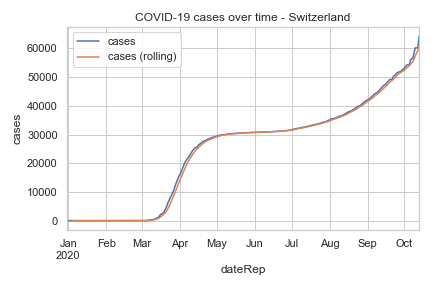 COVID-19 cases over time - Switzerland
cases
cases (rolling)
60000
50000
40000
30000
20000
10000
0
cases
Jan Feb Mar Apr May Jun Jul Aug Sep Oct
2020
dateRep